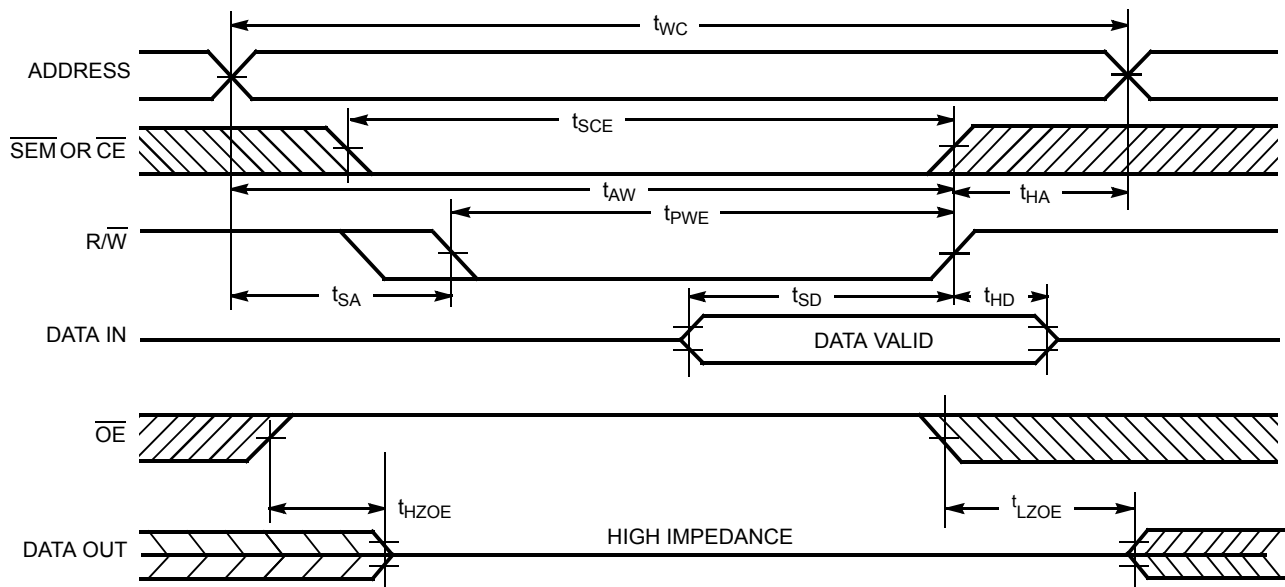 tWC
ADDRESS
tSCE
SEM OR CE
tAW
tHA
tPWE
R/W
tSA
tSD
tHD
DATA IN
DATA VALID
OE
tHZOE
tLZOE
HIGH IMPEDANCE
DATA OUT